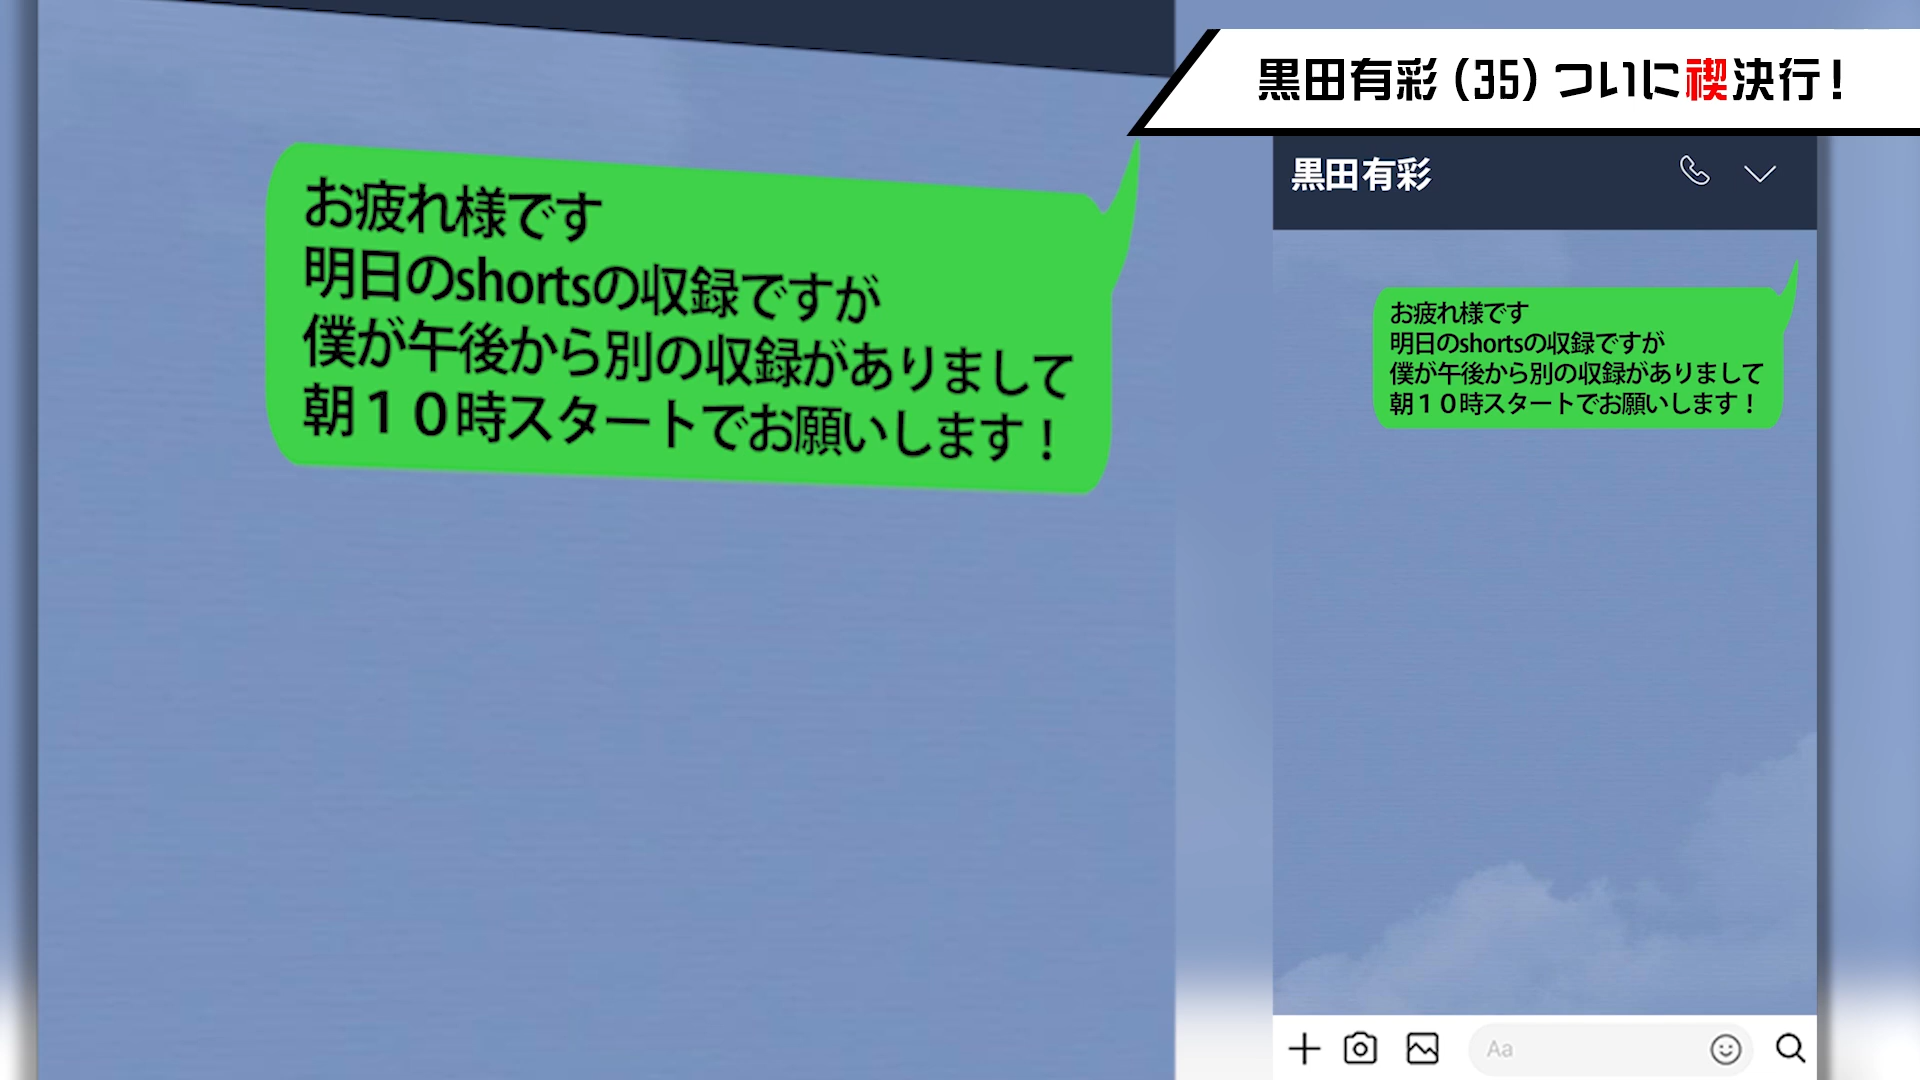 黒田有彩（35）ついに禊決行！
お疲れ様です
明日のshortsの収録ですが
僕が午後から別の収録がありまして
朝１０時スタートでお願いします！
黒田有彩
お疲れ様です
明日のshortsの収録ですが
僕が午後から別の収録がありまして
朝１０時スタートでお願いします！
Aa